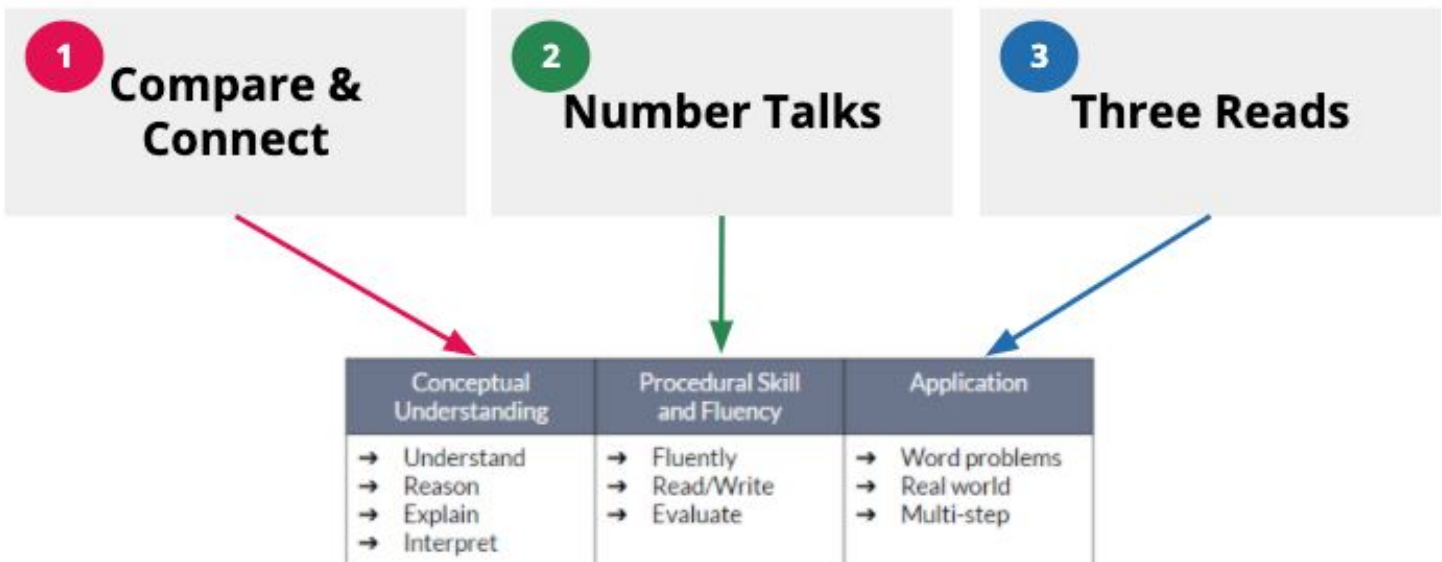 1
Compare &
Connect
2
Number Talks
3
Three Reads
Conceptual
Understanding
→ Understand
→ Reason
→ Explain
→ Interpret
Procedural Skill
and Fluency
→ Fluently
→ Read/Write
→ Evaluate
Application
→ Word problems
→ Real world
→ Multi-step